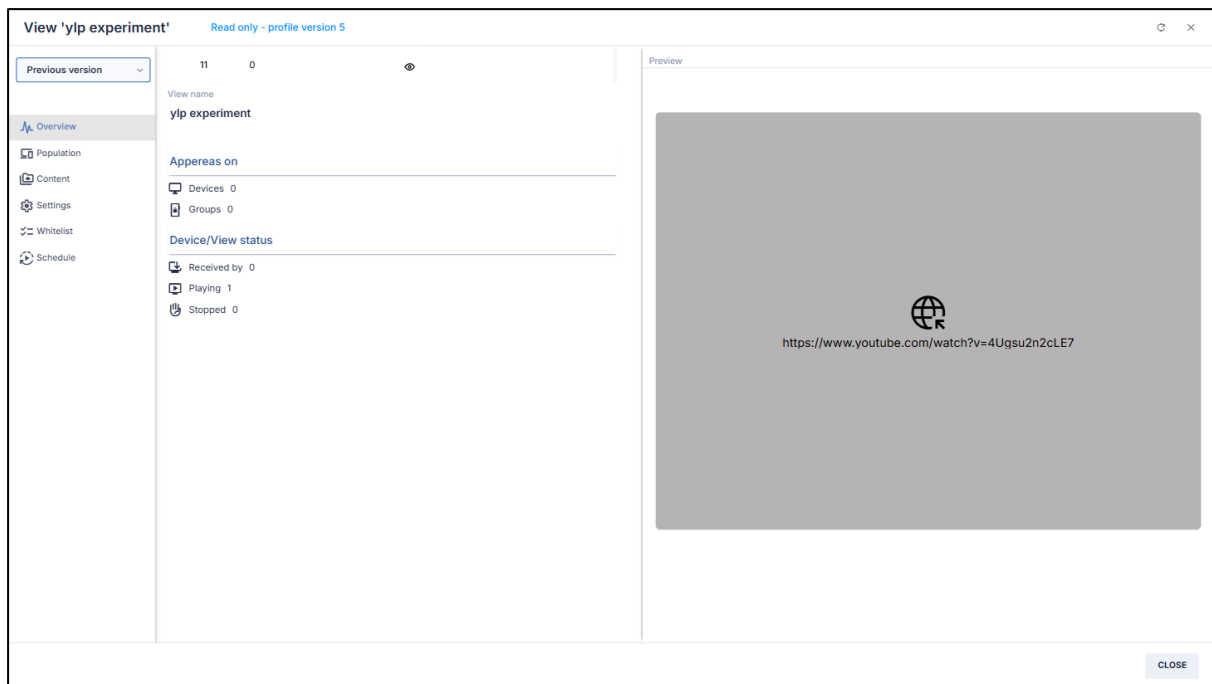 View 'ylp experiment' Read only - profile version 5
Previous version
11 0
Preview
View name
ylp experiment
Overview
Population
Content
Settings
Whitelist
Schedule
Appereas on
Devices 0
Groups 0
Device/View status
Received by 0
Playing 1
Stopped 0
https://www.youtube.com/watch?v=4Ugsu2n2cLE7
CLOSE